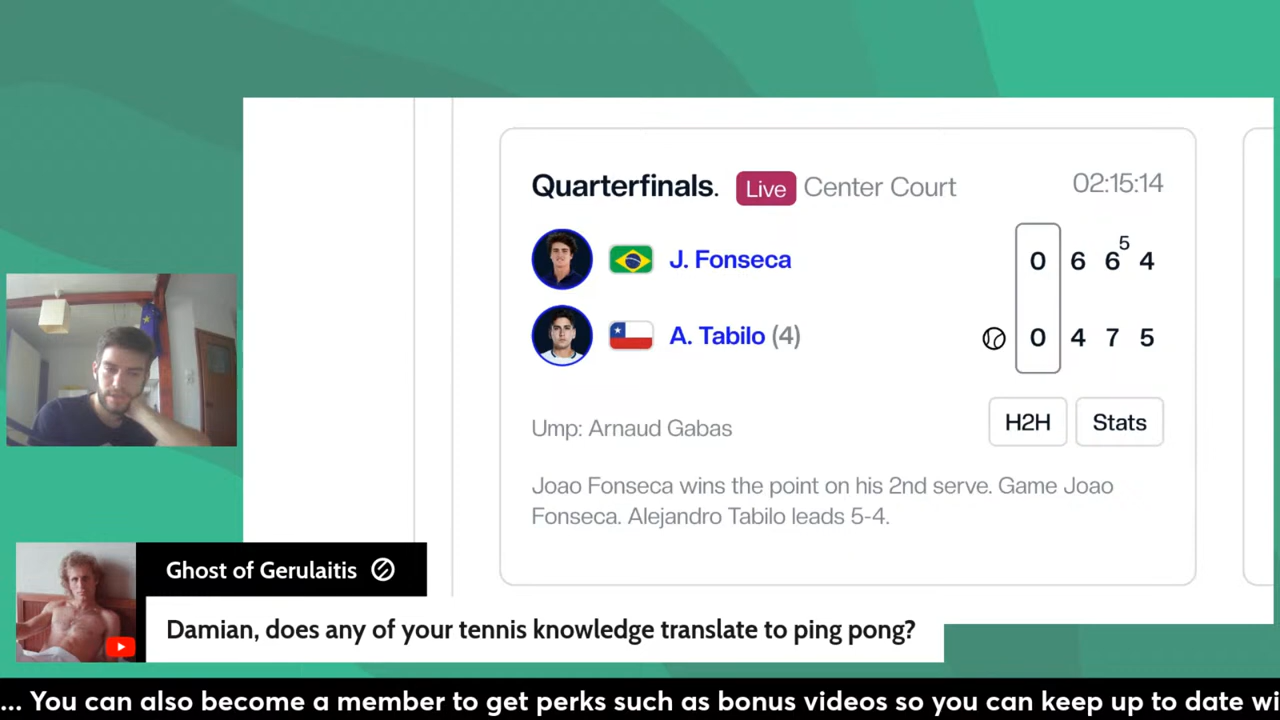 Quarterfinals. Live Center Court 02:15:14
J. Fonseca 0 6 6 5 4
A. Tabilo (4) 0 4 7 5
Ump: Arnaud Gabas H2H Stats
Joao Fonseca wins the point on his 2nd serve. Game Joao
Fonseca. Alejandro Tabilo leads 5-4.
Ghost of Gerulaitis
Damian, does any of your tennis knowledge translate to ping pong?
... You can also become a member to get perks such as bonus videos so you can keep up to date wi